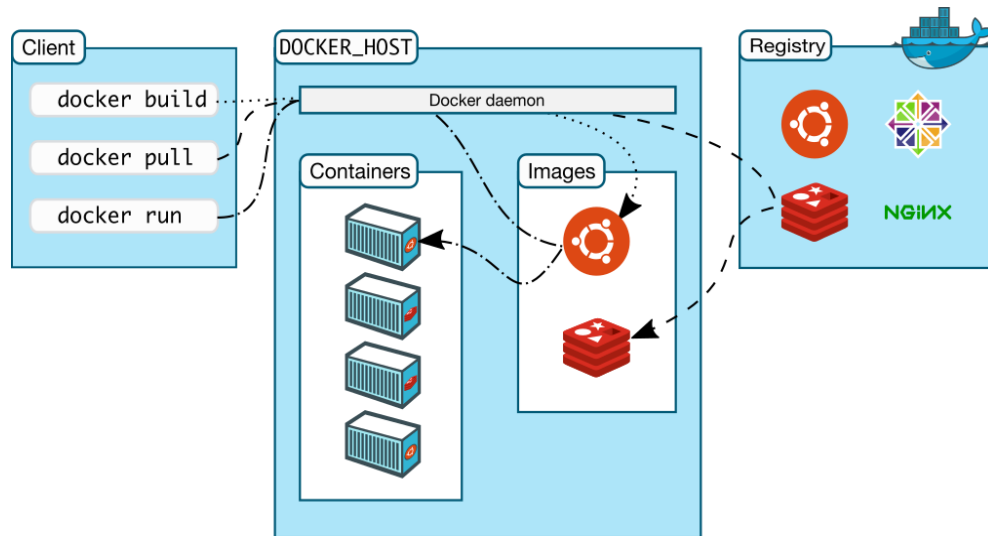 Client
docker build
docker pull
docker run
DOCKER_HOST
Docker daemon
Containers
Images
Registry
NGINX